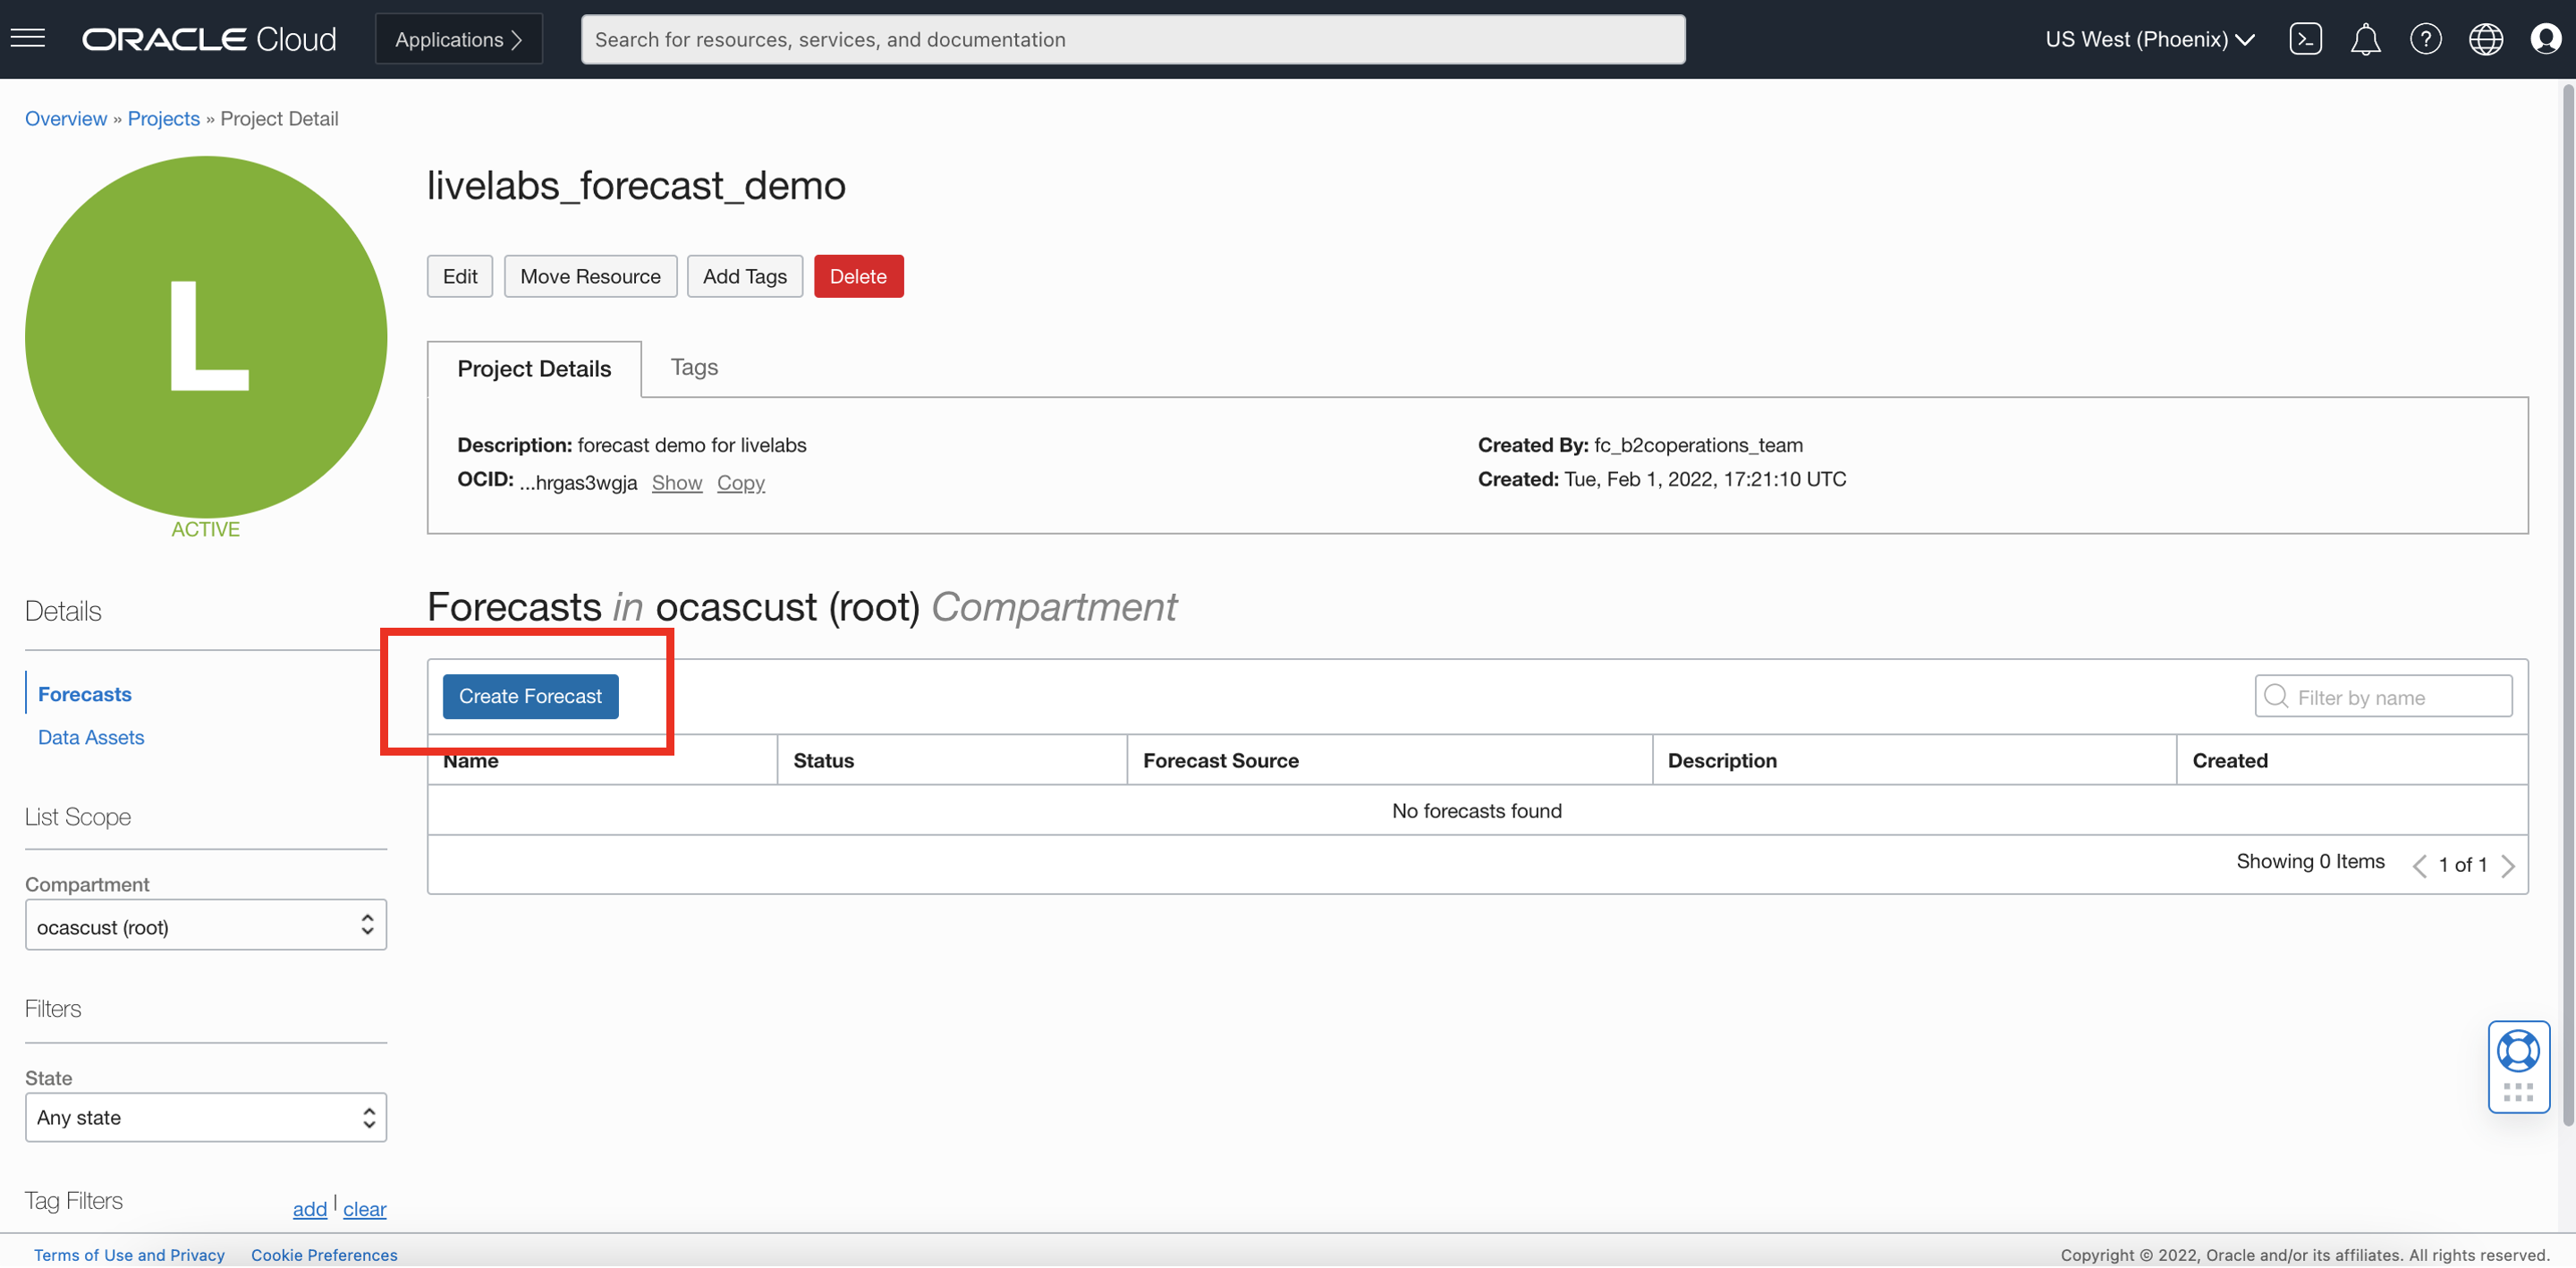 ORACLE Cloud
Applications
Search for resources, services, and documentation
US West (Phoenix)
Overview » Projects » Project Detail
L
ACTIVE
livelabs_forecast_demo
Edit
Move Resource
Add Tags
Delete
Project Details
Tags
Description: forecast demo for livelabs
OCID: ...hrgas3wgja Show Copy
Created By: fc_b2coperations_team
Created: Tue, Feb 1, 2022, 17:21:10 UTC
Details
Forecasts
Data Assets
List Scope
Compartment
ocascust (root)
Filters
State
Any state
Tag Filters
add | clear
Forecasts in ocascust (root) Compartment
Create Forecast
Filter by name
Name Status Forecast Source Description Created
No forecasts found
Showing 0 Items 1 of 1
Terms of Use and Privacy Cookie Preferences
Copyright © 2022, Oracle and/or its affiliates. All rights reserved.